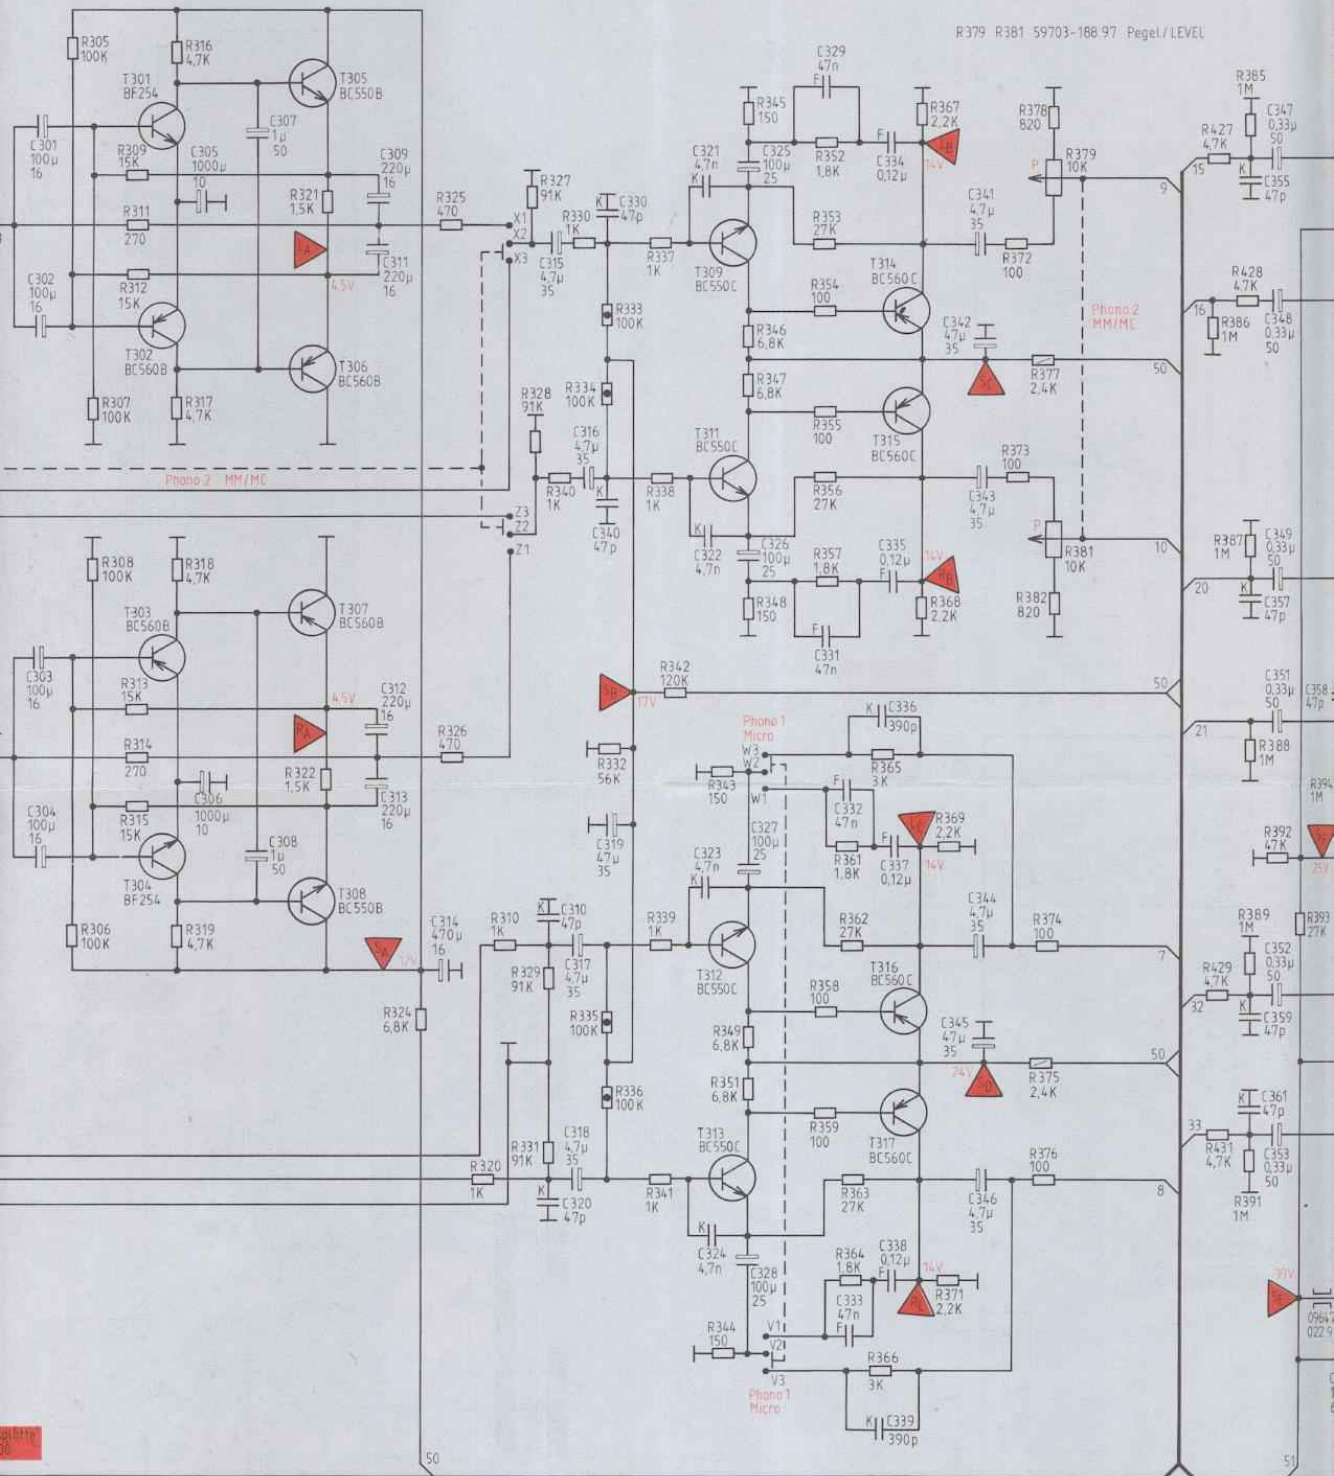 R379 R381 59703-188 97 Pegel/LEVEL
R305
100K
R316
4,7K
T301
BF254
T305
BC550B
C301
100µ
16
R309
15K
C305
1000µ
10
C307
1µ
50
C309
220µ
16
R311
270
R321
1,5K
R325
470
4,5V
C302
100µ
16
R312
15K
C311
220µ
16
T302
BC560B
T306
BC560B
R307
100K
R317
4,7K
Phono 2 MM/MC
R327
91K
X1
X2
X3
C315
4,7µ
35
R330
1K
K
C330
47p
R337
1K
R333
100K
R334
100K
R328
91K
C316
4,7µ
35
R340
1K
K
C340
47p
R338
1K
Z3
Z2
Z1
C329
47n
F
R345
150
C321
4,7n
K
C325
100µ
25
R352
1,8K
F
C334
0,12µ
R367
2,2K
14V
T309
BC550C
R353
27K
C341
4,7µ
35
R372
100
R378
820
P
R379
10K
9
R354
100
T314
BC560C
R346
6,8K
C342
47µ
35
SC
R377
2,4K
50
Phono 2
MM/MC
R347
6,8K
R355
100
T315
BC560C
T311
BC550C
R356
27K
C343
4,7µ
35
R373
100
P
R381
10K
10
R382
820
K
C322
4,7n
C326
100µ
25
R357
1,8K
C335
0,12µ
F
14V
R348
150
F
C331
47n
R368
2,2K
R308
100K
R318
4,7K
T303
BC560B
T307
BC560B
C303
100µ
16
R313
15K
4,5V
C312
220µ
16
RA
R314
270
R322
1,5K
R326
470
C304
100µ
16
R315
15K
C306
1000µ
10
C313
220µ
16
C308
1µ
50
T304
BF254
T308
BC550B
R306
100K
R319
4,7K
SA
C314
470µ
16
R324
6,8K
SB
17V
R342
120K
50
R332
56K
C319
47µ
35
Phono 1
Micro
W3
W2
W1
K
C336
390p
R365
3K
R343
150
F
C332
47n
R361
1,8K
F
C337
0,12µ
R369
2,2K
14V
C327
100µ
25
C323
4,7n
K
R310
1K
K
C310
47p
C317
4,7µ
35
R329
91K
R339
1K
T312
BC550C
R362
27K
C344
4,7µ
35
R374
100
7
R335
100K
R358
100
T316
BC560C
R349
6,8K
C345
47µ
35
24V
SD
R375
2,4K
50
R336
100K
R351
6,8K
R359
100
T317
BC560C
R331
91K
C318
4,7µ
35
T313
BC550C
R320
1K
K
C320
47p
R341
1K
R363
27K
C346
4,7µ
35
R376
100
8
K
C324
4,7n
C328
100µ
25
R364
1,8K
C338
0,12µ
F
14V
R371
2,2K
C333
47n
F
R344
150
V1
V2
V3
R366
3K
Phono 1
Micro
K
C339
390p
R385
1M
R427
4,7K
C347
0,33µ
50
15
K
C355
47p
R428
4,7K
16
R386
1M
C348
0,33µ
50
R387
1M
C349
0,33µ
50
20
K
C357
47p
C351
0,33µ
50
C358
47p
21
R388
1M
R394
1M
R392
47K
25V
R389
1M
R393
27K
C352
0,33µ
50
R429
4,7K
32
K
C359
47p
K
C361
47p
33
R431
4,7K
C353
0,33µ
50
R391
1M
50
51